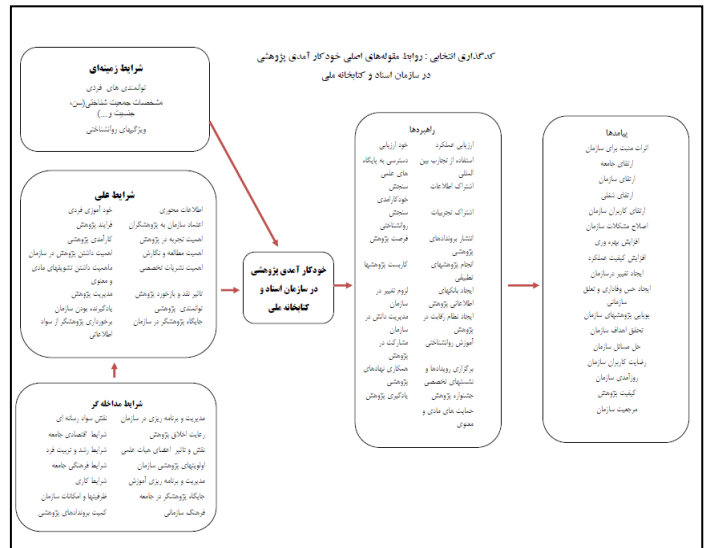 کدگذاری انتخابی : روابط مقوله‌های اصلی خودکارآمدی پژوهشی
در سازمان اسناد و کتابخانه ملی
شرایط زمینه‌ای
توانمندی های فردی
مشخصات جمعیت شناختی(سن،
جنسیت و....)
ویژگیهای روانشناختی
شرایط علی
اطلاعات محوری
اعتماد سازمان به پژوهشگران
اهمیت تجربه در پژوهش
اهمیت مطالعه و نگارش
اهمیت نشریات تخصصی
تاثیر نقد و بازخورد پژوهش
توانمندی پژوهشی
جایگاه پژوهشگر در سازمان
خود آموزی فردی
فرایند پژوهش
کارآمدی پژوهشی
اهمیت داشتن پژوهش در سازمان
بااهمیت داشتن تشویقهای مادی
و معنوی
مدیریت پژوهش
یادگیرنده بودن سازمان
برخورداری پژوهشگر از سواد
اطلاعاتی
شرایط مداخله گر
مدیریت و برنامه ریزی در سازمان
رعایت اخلاق پژوهش
نقش و تاثیر اعضای هیات علمی
اولویتهای پژوهشی سازمان
مدیریت و برنامه ریزی آموزش
جایگاه پژوهشگر در جامعه
فرهنگ سازمانی
نقش سواد رسانه ای
شرایط اقتصادی جامعه
شرایط رشد و تربیت فرد
شرایط فرهنگی جامعه
شرایط کاری
ظرفیتها و امکانات سازمان
کمیت بروندادهای پژوهشی
خودکارآمدی پژوهشی
در سازمان اسناد و
کتابخانه ملی
راهبردها
ارزیابی عملکرد
استفاده از تجارب بین
المللی
اشتراک اطلاعات
اشتراک تجربیات
انتشار بروندادهای
پژوهشی
انجام پژوهشهای
تطبیقی
ایجاد بانکهای
اطلاعاتی پژوهش
ایجاد نظام رقابت در
پژوهش
آموزش روانشناختی
برگزاری رویدادها و
نشستهای تخصصی
جشنواره پژوهش
حمایت های مادی و
معنوی
خود ارزیابی
دسترسی به پایگاه
های علمی
سنجش
خودکارامدی
سنجش
روانشناختی
فرصت پژوهش
کاربست پژوهشها
لزوم تغییر در
سازمان
مدیریت دانش در
سازمان
مشارکت در
پژوهش
همکاری نهادهای
پژوهشی
یادگیری پژوهش
پیامدها
اثرات مثبت برای سازمان
ارتقای جامعه
ارتقای سازمان
ارتقای شغلی
ارتقای کاربران سازمان
اصلاح مشکلات سازمان
افزایش بهره وری
افزایش کیفیت عملکرد
ایجاد تغییر درسازمان
ایجاد حس وفاداری و تعلق
سازمانی
پویایی پژوهشهای سازمان
تحقق اهداف سازمان
حل مسائل سازمان
رضایت کاربران سازمان
روزآمدی سازمان
کیفیت پژوهش
مرجعیت سازمان